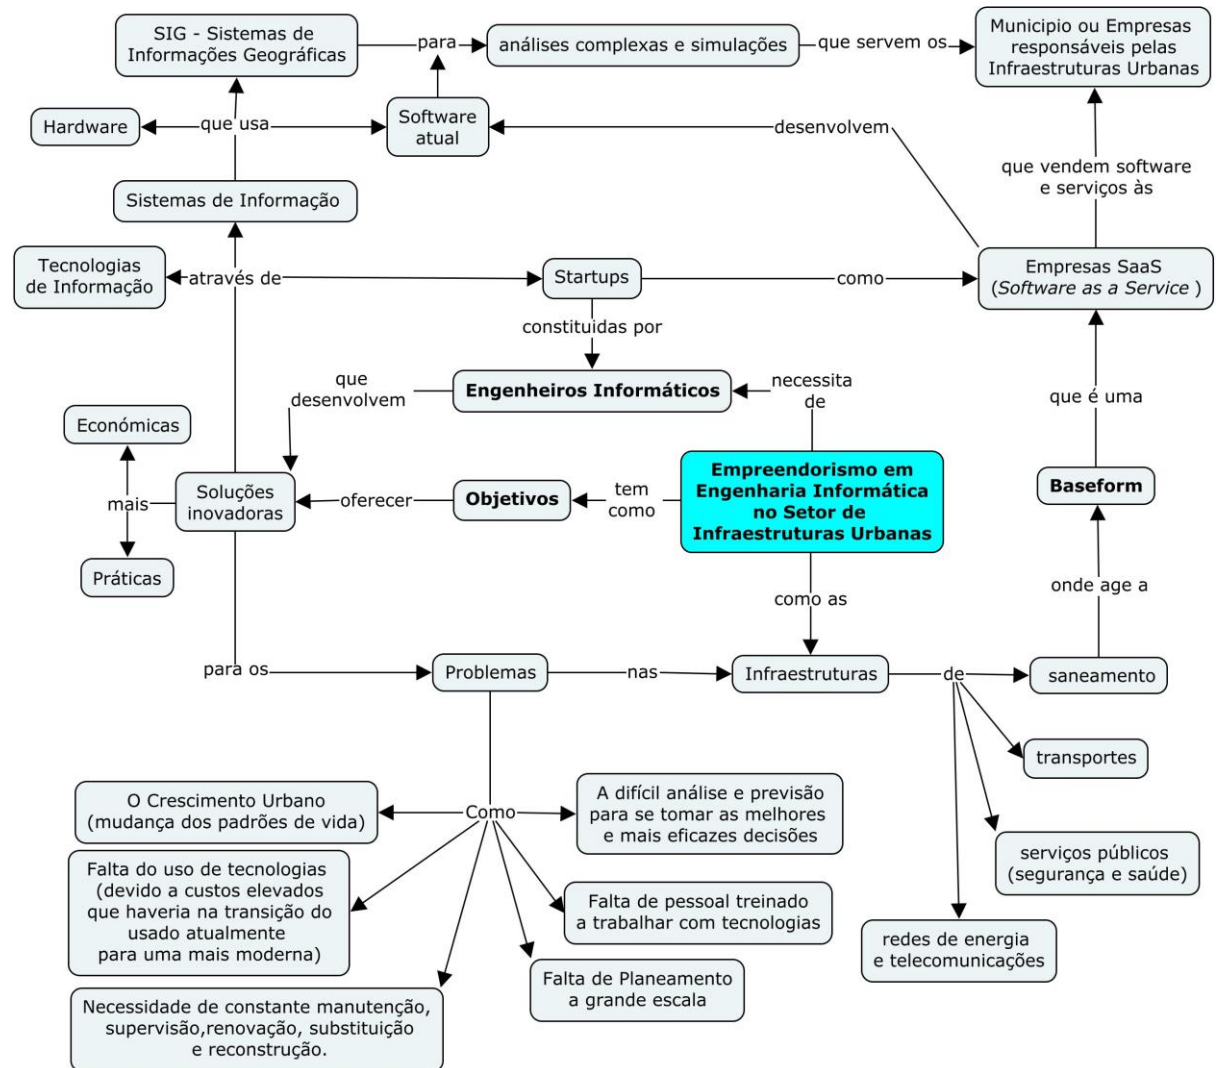 SIG - Sistemas de
Informações Geográficas
para
análises complexas e simulações
que servem os
Municipio ou Empresas
responsáveis pelas
Infraestruturas Urbanas
Hardware
que usa
Software
atual
desenvolvem
que vendem software
e serviços às
Sistemas de Informação
Tecnologias
de Informação
através de
Startups
como
Empresas SaaS
(Software as a Service )
constituidas por
que
desenvolvem
Engenheiros Informáticos
necessita
de
que é uma
Económicas
mais
Práticas
Soluções
inovadoras
oferecer
Objetivos
tem
como
Empreendorismo em
Engenharia Informática
no Setor de
Infraestruturas Urbanas
Baseform
como as
onde age a
para os
Problemas
nas
Infraestruturas
de
saneamento
transportes
serviços públicos
(segurança e saúde)
redes de energia
e telecomunicações
Como
O Crescimento Urbano
(mudança dos padrões de vida)
A difícil análise e previsão
para se tomar as melhores
e mais eficazes decisões
Falta do uso de tecnologias
(devido a custos elevados
que haveria na transição do
usado atualmente
para uma mais moderna)
Falta de pessoal treinado
a trabalhar com tecnologias
Falta de Planeamento
a grande escala
Necessidade de constante manutenção,
supervisão,renovação, substituição
e reconstrução.